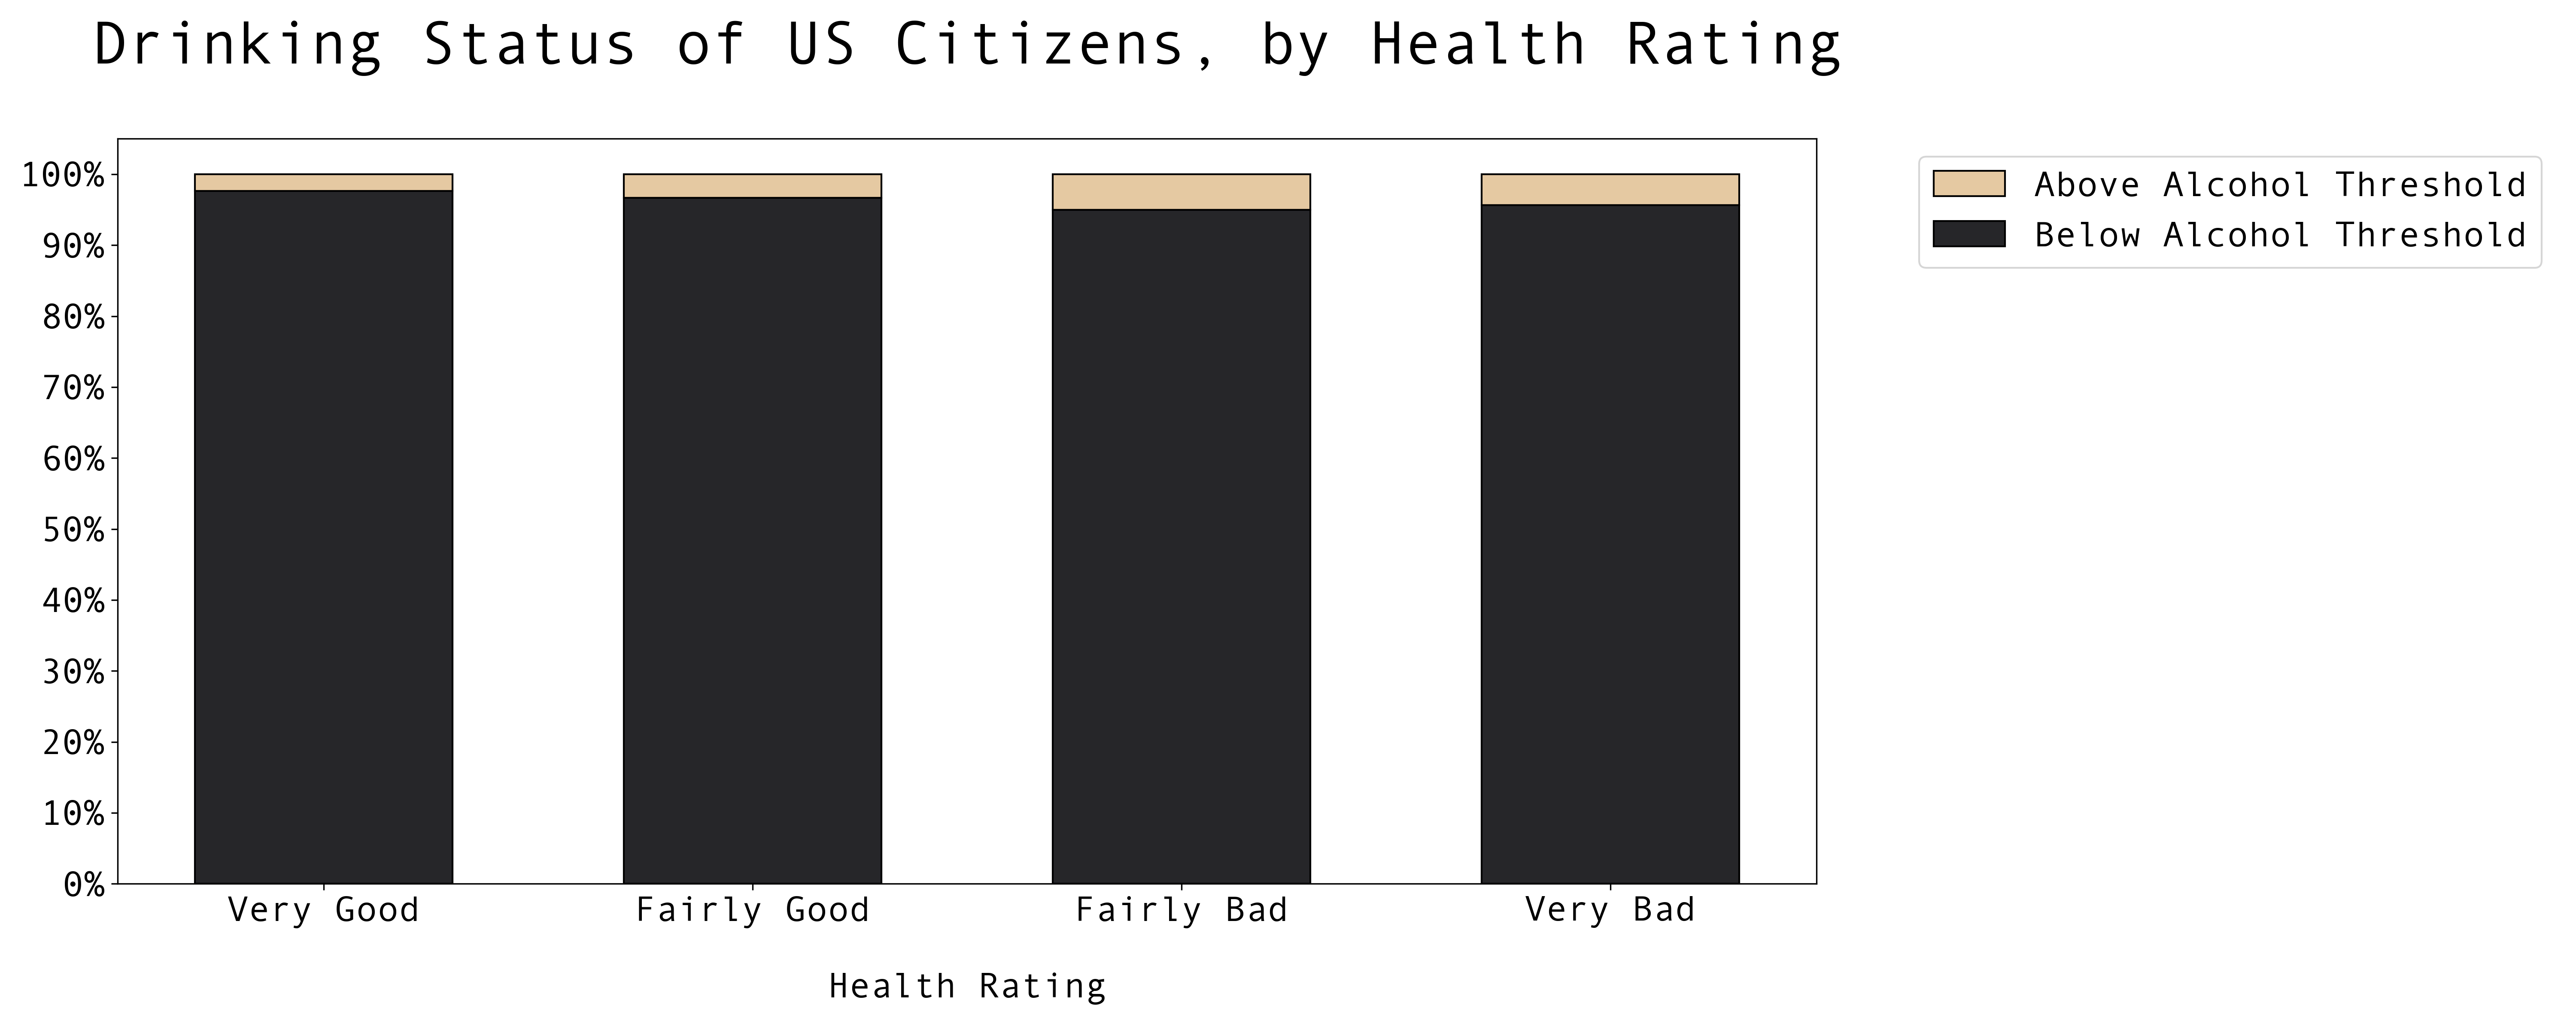 Drinking Status of US Citizens, by Health Rating
Above Alcohol Threshold
Below Alcohol Threshold
100%
90%
80%
70%
60%
50%
40%
30%
20%
10%
0%
Very Good
Fairly Good
Fairly Bad
Very Bad
Health Rating